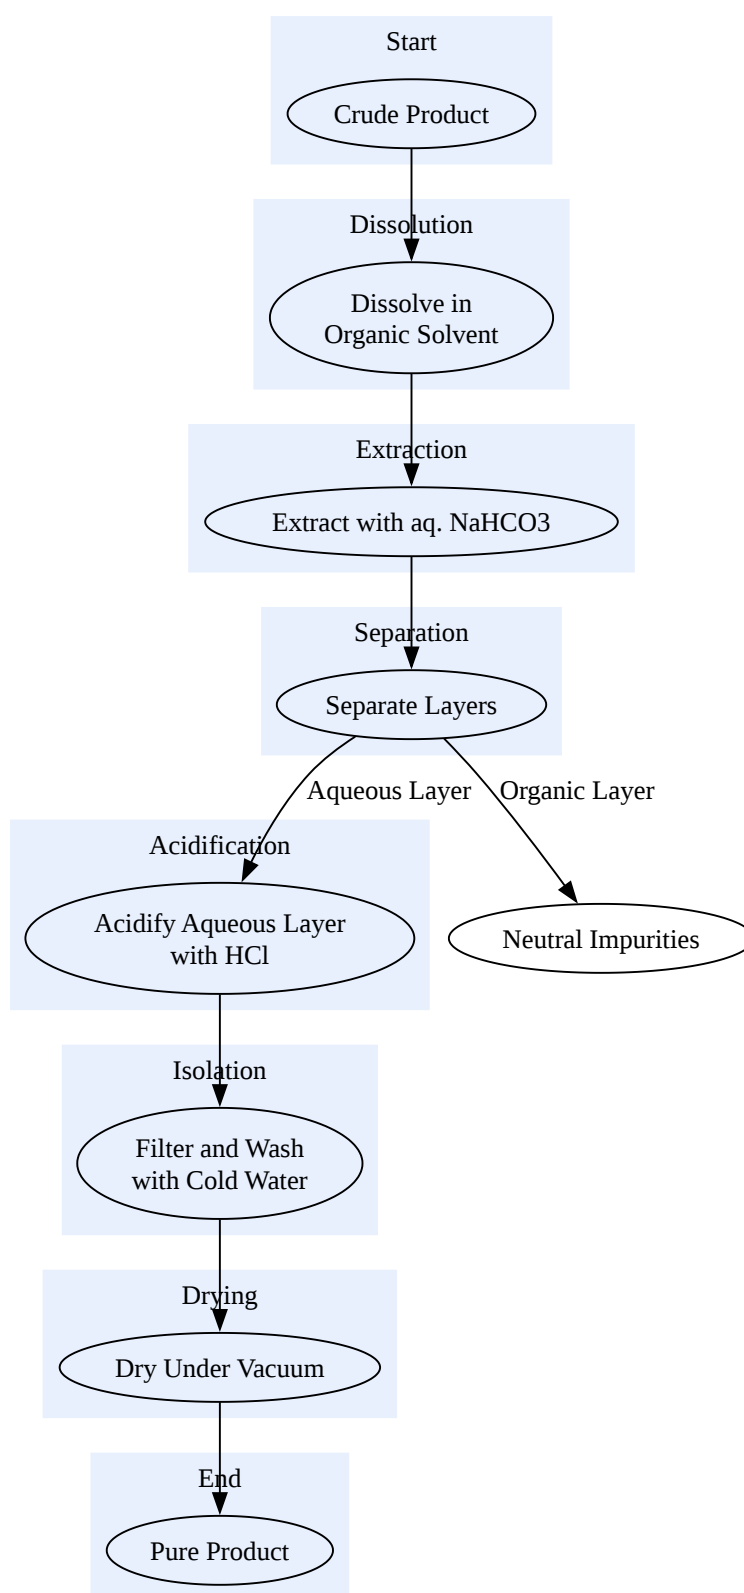 Start
Crude Product
Dissolution
Dissolve in
Organic Solvent
Extraction
Extract with aq. NaHCO3
Separation
Separate Layers
Aqueous Layer
Organic Layer
Acidification
Acidify Aqueous Layer
with HCl
Neutral Impurities
Isolation
Filter and Wash
with Cold Water
Drying
Dry Under Vacuum
End
Pure Product